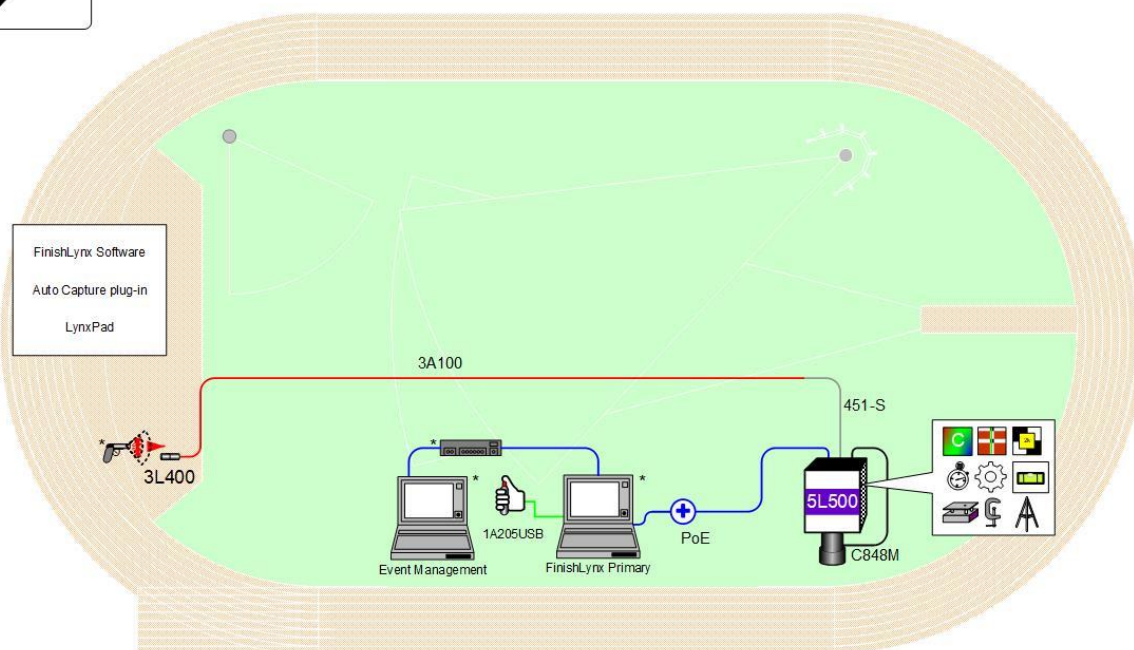 FinishLynx Software
Auto Capture plug-in
LynxPad
3A100
451-S
*
3L400
*
*
*
1A205USB
Event Management
FinishLynx Primary
PoE
5L500
C848M
C